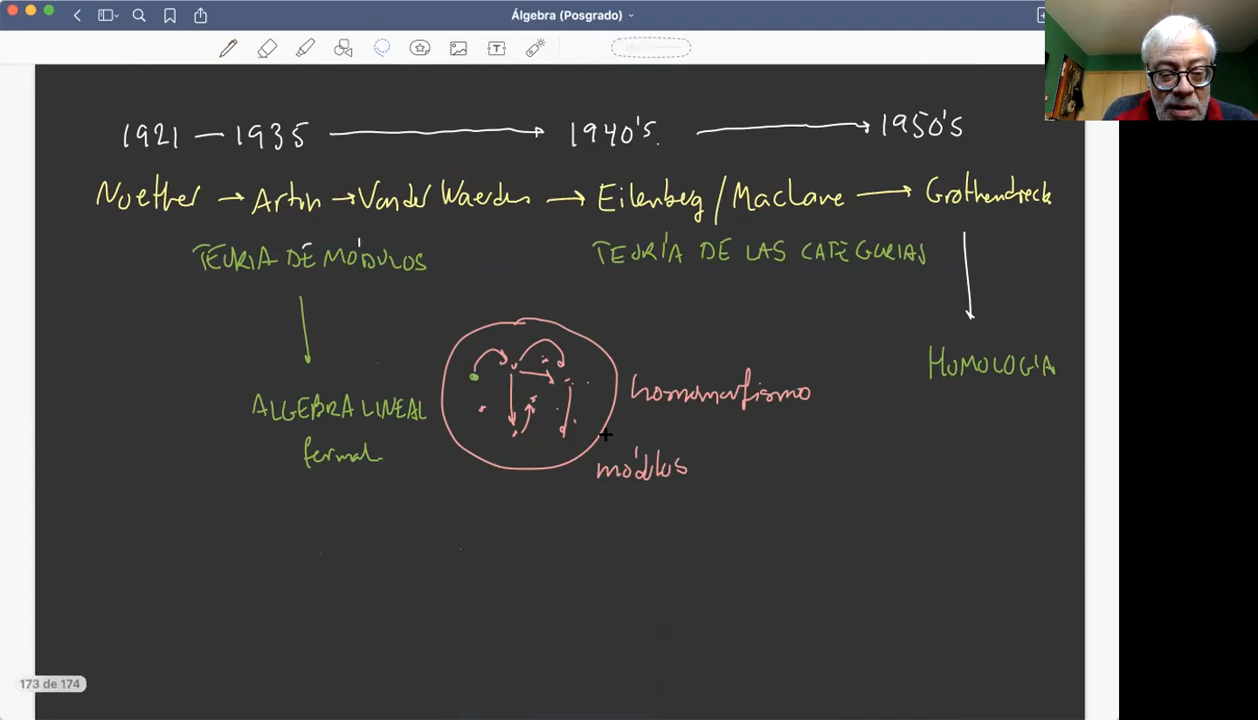 Álgebra (Posgrado)
1921 — 1935 → 1940's. → 1950's
Noether → Artin → Van der Waerden → Eilenberg / MacLane → Grothendieck
TEORIA DE MÓDULOS
TEORÍA DE LAS CATEGORIAS
HOMOLOGIA
ALGEBRA LINEAL
formal
homomorfismo
módulos
173 de 174